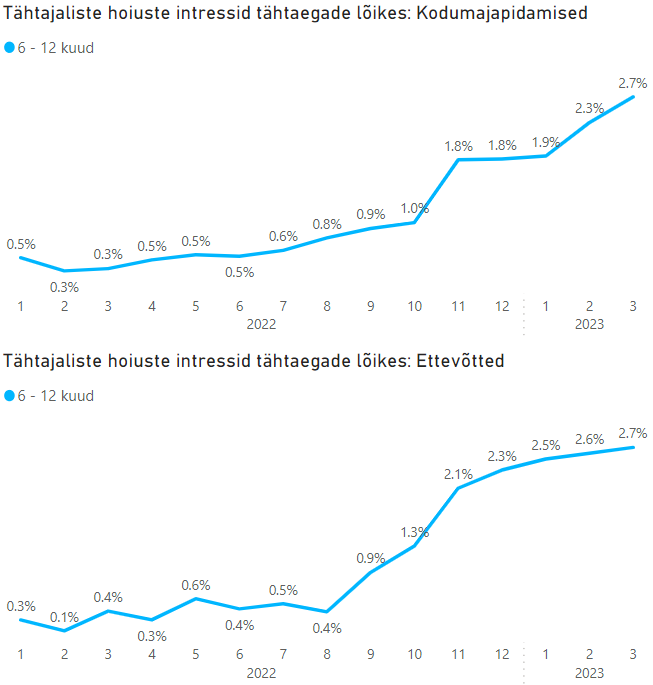 Tähtajaliste hoiuste intressid tähtaegade lõikes: Kodumajapidamised
6 - 12 kuud
0.5% 0.3% 0.3% 0.5% 0.5% 0.5% 0.6% 0.8% 0.9% 1.0% 1.8% 1.8% 1.9% 2.3% 2.7%
1 2 3 4 5 6 7 8 9 10 11 12 1 2 3
2022 2023
Tähtajaliste hoiuste intressid tähtaegade lõikes: Ettevõtted
6 - 12 kuud
0.3% 0.1% 0.4% 0.3% 0.6% 0.4% 0.5% 0.4% 0.9% 1.3% 2.1% 2.3% 2.5% 2.6% 2.7%
1 2 3 4 5 6 7 8 9 10 11 12 1 2 3
2022 2023